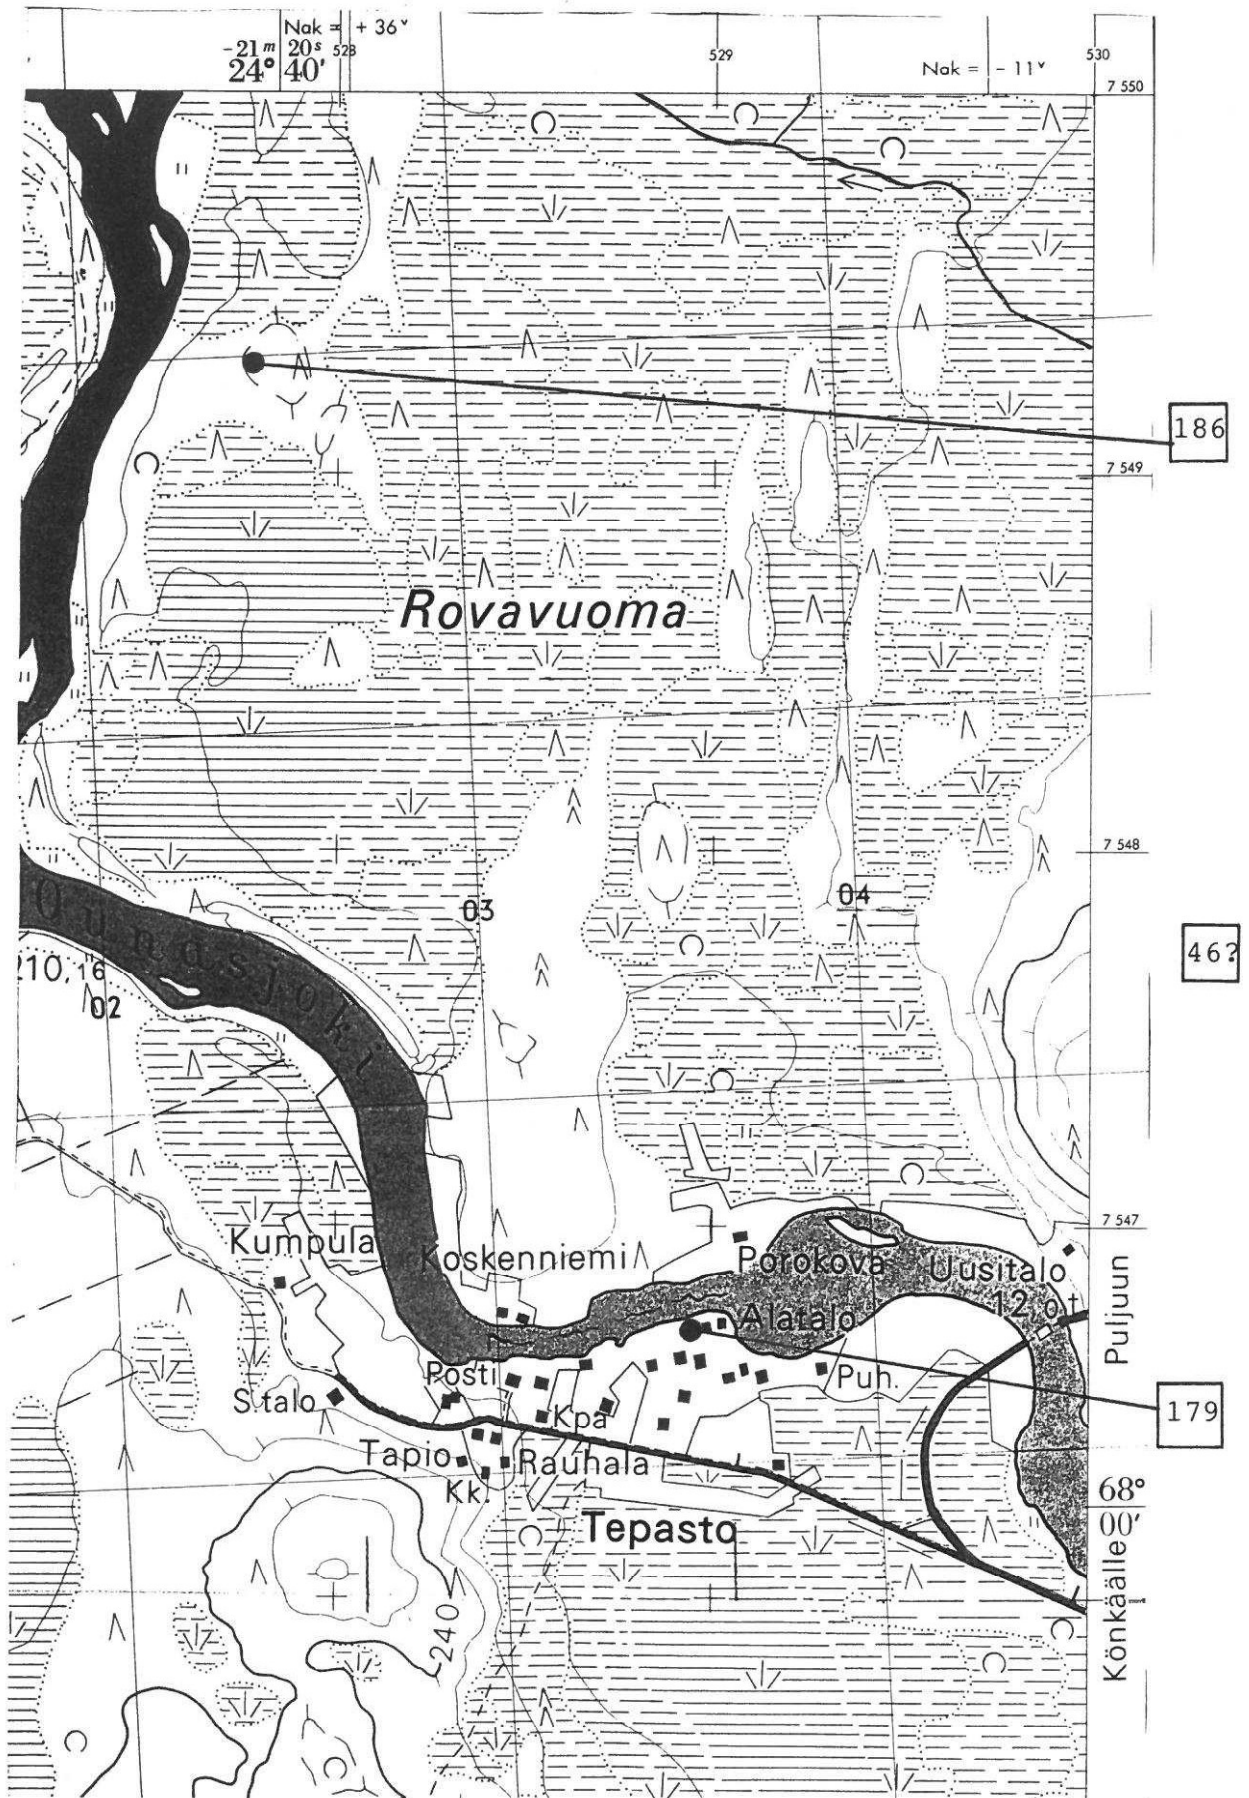 Nak = + 36ᵛ
-21ᵐ 20ˢ 528
24° 40'
529
530
Nak = - 11ᵛ
7 550
186
7 549
Rovavuoma
7 548
04
03
Ounasjoki
46?
210,16
02
7 547
Kumpula
Koskenniemi
Porokova
Uusitalo
12 o.t
Alatalo
Puljuun
Posti
Puh.
S talo
Kpa
179
Tapio
Rauhala
Kk.
68°
00'
Tepasto
Könkäälle
240